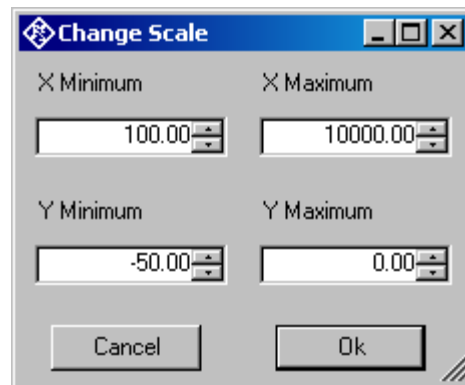 Change Scale
X Minimum X Maximum
100.00 10000.00
Y Minimum Y Maximum
-50.00 0.00
Cancel Ok